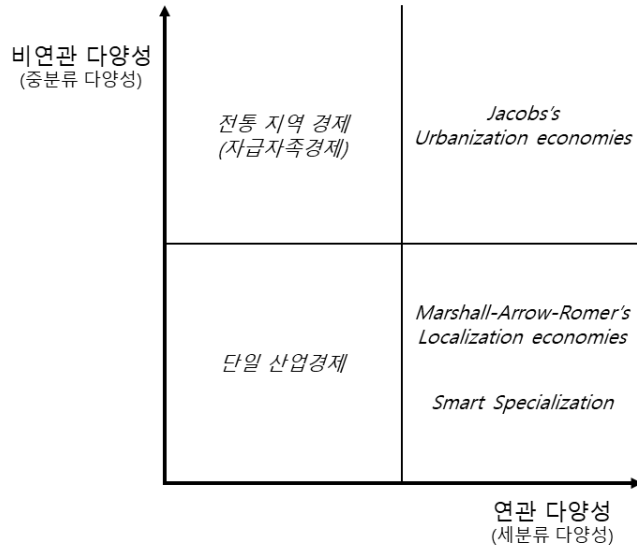 비연관 다양성
(중분류 다양성)
전통 지역 경제
(자급자족경제)
Jacobs's
Urbanization economies
단일 산업경제
Marshall-Arrow-Romer's
Localization economies
Smart Specialization
연관 다양성
(세분류 다양성)